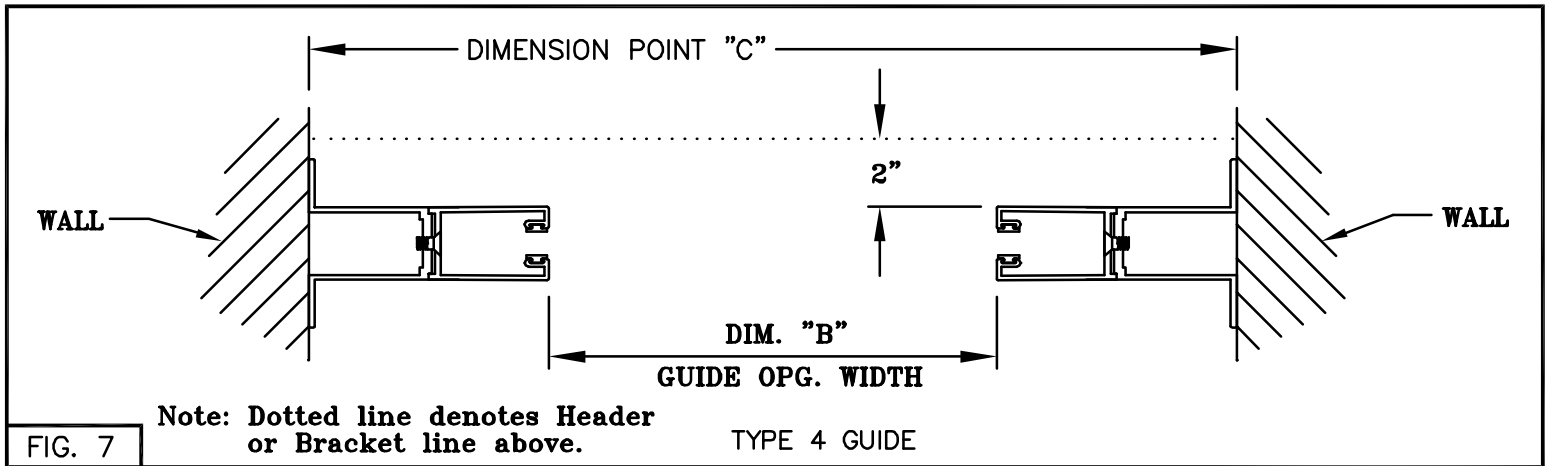 DIMENSION POINT "C"
2"
WALL
WALL
DIM. "B"
GUIDE OPG. WIDTH
Note: Dotted line denotes Header
or Bracket line above.
TYPE 4 GUIDE
FIG. 7